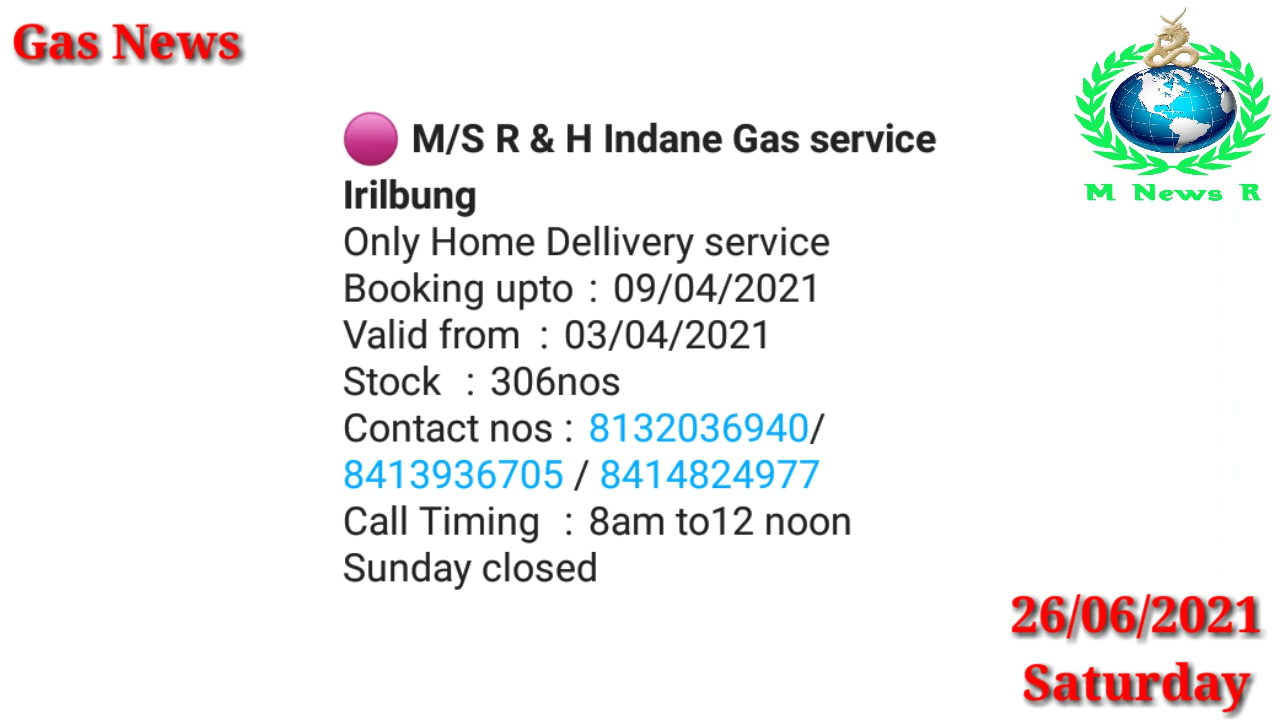 Gas News
M/S R & H Indane Gas service
Irilbung
Only Home Dellivery service
Booking upto : 09/04/2021
Valid from : 03/04/2021
Stock : 306nos
Contact nos : 8132036940/
8413936705 / 8414824977
Call Timing : 8am to12 noon
Sunday closed
M News R
26/06/2021
Saturday